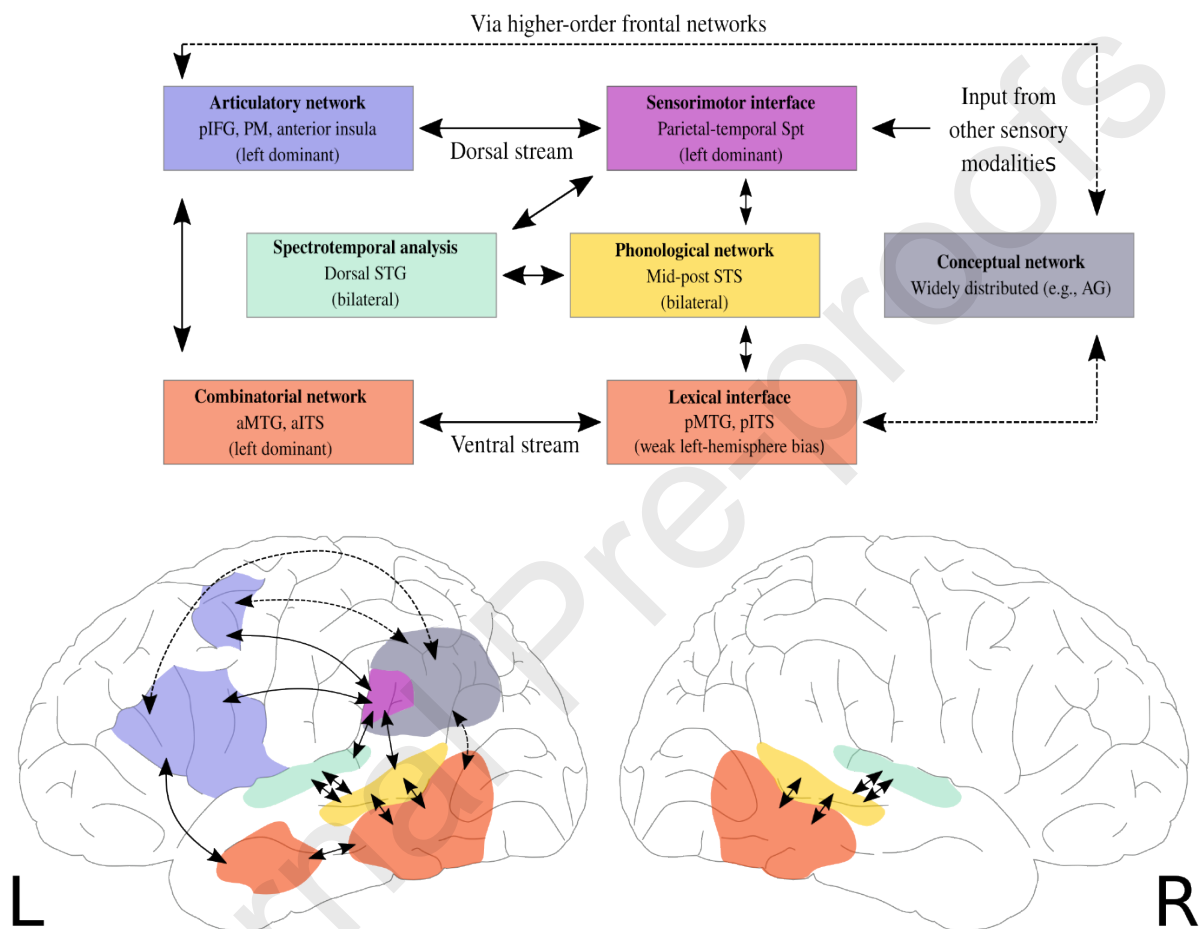 Via higher-order frontal networks
Articulatory network
pIFG, PM, anterior insula
(left dominant)
Dorsal stream
Sensorimotor interface
Parietal-temporal Spt
(left dominant)
Input from
other sensory
modalities
Spectrotemporal analysis
Dorsal STG
(bilateral)
Phonological network
Mid-post STS
(bilateral)
Conceptual network
Widely distributed (e.g., AG)
Combinatorial network
aMTG, aITS
(left dominant)
Ventral stream
Lexical interface
pMTG, pITS
(weak left-hemisphere bias)
L
R
Pre-proofs